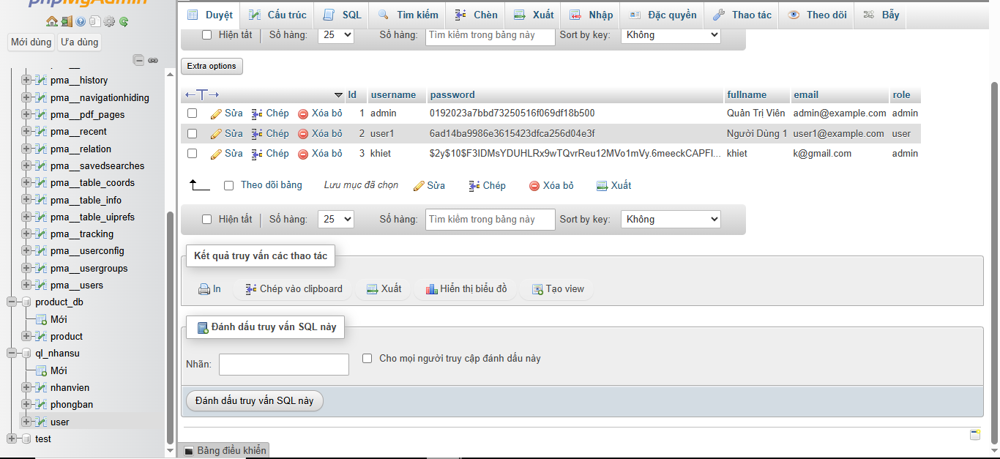 phpMyAdmin
Mới dùng Ưa dùng
pma__history
pma__navigationhiding
pma__pdf_pages
pma__recent
pma__relation
pma__savedsearches
pma__table_coords
pma__table_info
pma__table_uiprefs
pma__tracking
pma__userconfig
pma__usergroups
pma__users
product_db
Mới
product
ql_nhansu
Mới
nhanvien
phongban
user
test
Duyệt Cấu trúc SQL Tìm kiếm Chèn Xuất Nhập Đặc quyền Thao tác Theo dõi Bẫy
Hiện tất Số hàng: 25 Số hàng: Tìm kiếm trong bảng này Sort by key: Không
Extra options
←T→ Id username password fullname email role
Sửa Chép Xóa bỏ 1 admin 0192023a7bbd73250516f069df18b500 Quản Trị Viên admin@example.com admin
Sửa Chép Xóa bỏ 2 user1 6ad14ba9986e3615423dfca256d04e3f Người Dùng 1 user1@example.com user
Sửa Chép Xóa bỏ 3 khiet $2y$10$F3IDMsYDUHLRx9wTQvrReu12MVo1mVy.6meeckCAPFI... khiet k@gmail.com admin
Theo dõi bảng Lưu mục đã chọn Sửa Chép Xóa bỏ Xuất
Hiện tất Số hàng: 25 Số hàng: Tìm kiếm trong bảng này Sort by key: Không
Kết quả truy vấn các thao tác
In Chép vào clipboard Xuất Hiển thị biểu đồ Tạo view
Đánh dấu truy vấn SQL này
Nhãn: Cho mọi người truy cập đánh dấu này
Đánh dấu truy vấn SQL này
Bảng điều khiển